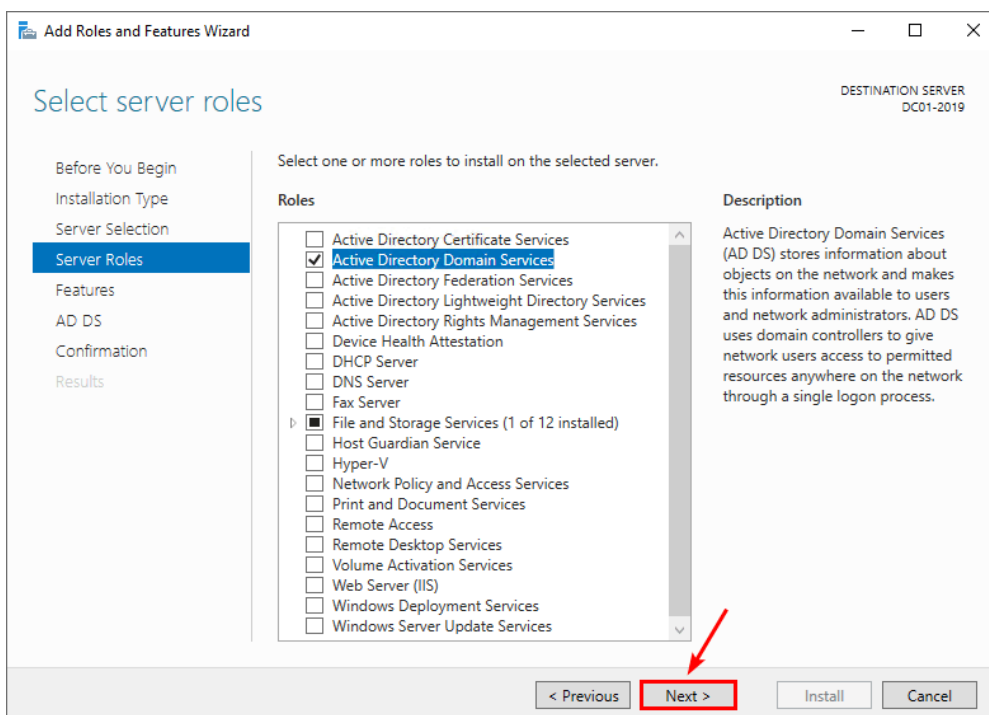 Add Roles and Features Wizard
Select server roles
DESTINATION SERVER
DC01-2019
Before You Begin
Installation Type
Server Selection
Server Roles
Features
AD DS
Confirmation
Results
Select one or more roles to install on the selected server.
Roles
Active Directory Certificate Services
Active Directory Domain Services
Active Directory Federation Services
Active Directory Lightweight Directory Services
Active Directory Rights Management Services
Device Health Attestation
DHCP Server
DNS Server
Fax Server
File and Storage Services (1 of 12 installed)
Host Guardian Service
Hyper-V
Network Policy and Access Services
Print and Document Services
Remote Access
Remote Desktop Services
Volume Activation Services
Web Server (IIS)
Windows Deployment Services
Windows Server Update Services
Description
Active Directory Domain Services
(AD DS) stores information about
objects on the network and makes
this information available to users
and network administrators. AD DS
uses domain controllers to give
network users access to permitted
resources anywhere on the network
through a single logon process.
< Previous
Next >
Install
Cancel